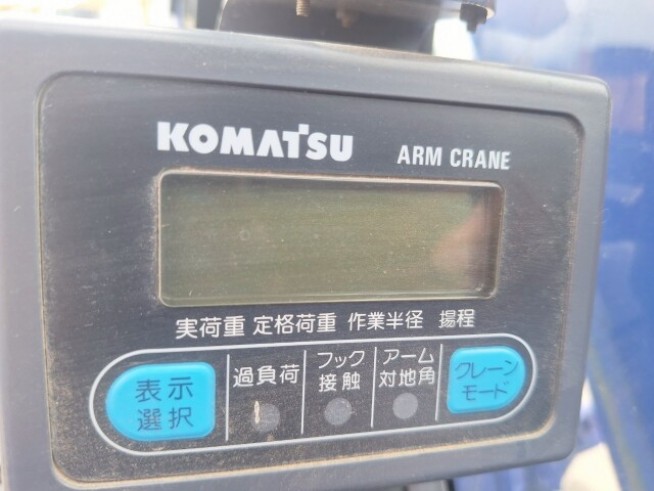 KOMATSU ARM CRANE
実荷重 定格荷重 作業半径 揚程
表示
選択
過負荷
フック
接触
アーム
対地角
クレーン
モード